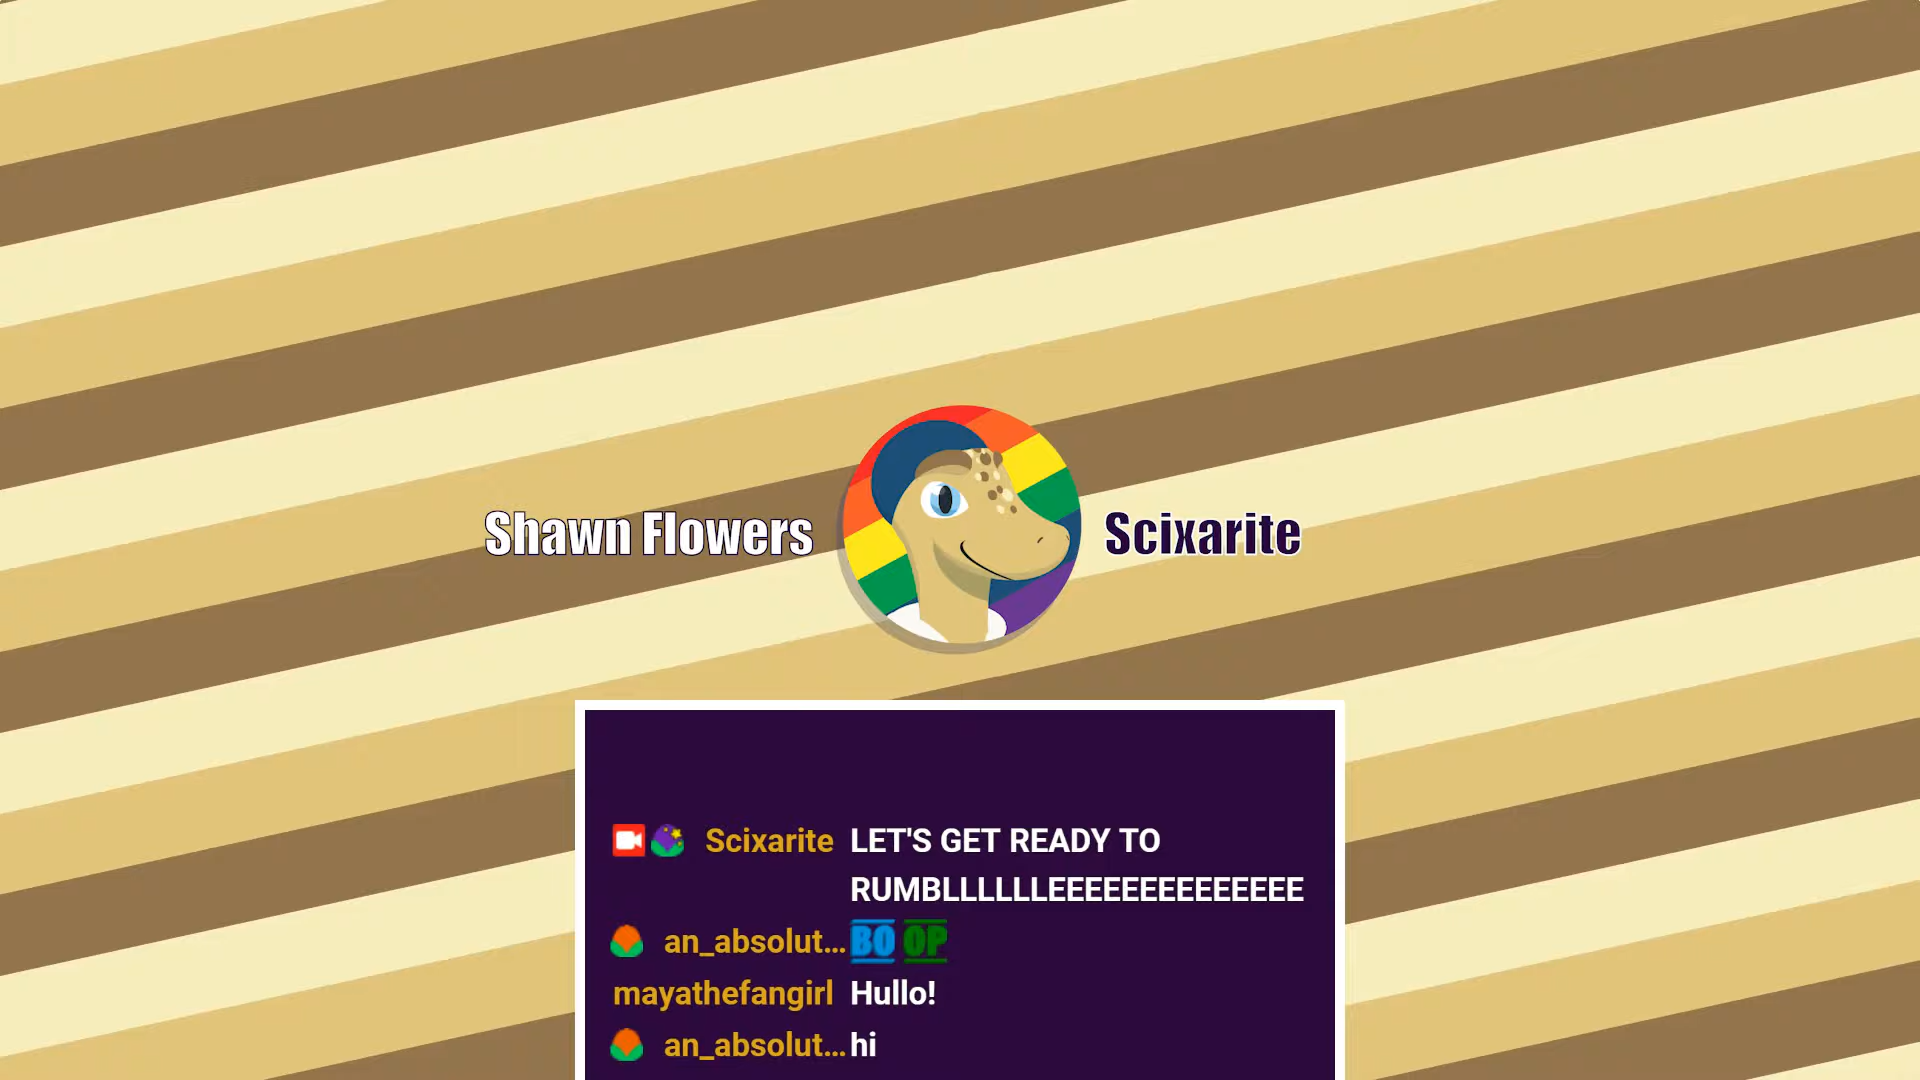 Shawn Flowers
Scixarite
Scixarite LET'S GET READY TO
RUMBLLLLLLEEEEEEEEEEEEEE
an_absolut... BO OP
mayathefangirl Hullo!
an_absolut... hi